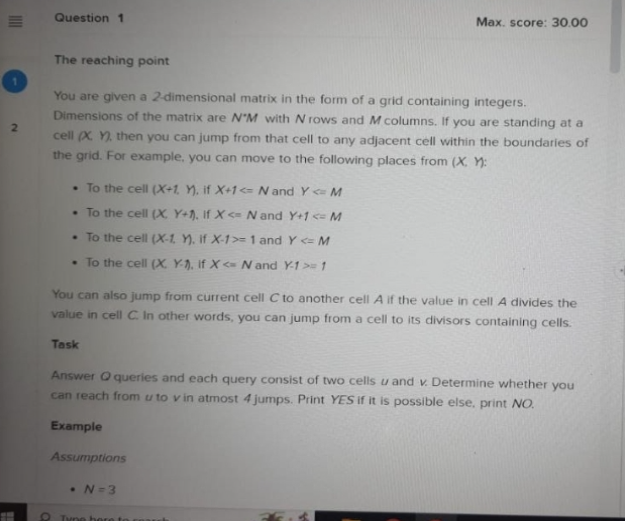 Question 1
Max. score: 30.00
The reaching point
1
You are given a 2-dimensional matrix in the form of a grid containing integers.
Dimensions of the matrix are N*M with N rows and M columns. If you are standing at a
2
cell (X, Y), then you can jump from that cell to any adjacent cell within the boundaries of
the grid. For example, you can move to the following places from (X, Y):
• To the cell (X+1, Y), if X+1 <= N and Y <= M
• To the cell (X, Y+1), if X <= N and Y+1 <= M
• To the cell (X-1, Y), if X-1 >= 1 and Y <= M
• To the cell (X, Y-1), if X <= N and Y-1 >= 1
You can also jump from current cell C to another cell A if the value in cell A divides the
value in cell C. In other words, you can jump from a cell to its divisors containing cells.
Task
Answer Q queries and each query consist of two cells u and v. Determine whether you
can reach from u to v in atmost 4 jumps. Print YES if it is possible else, print NO.
Example
Assumptions
• N = 3
Type here to search